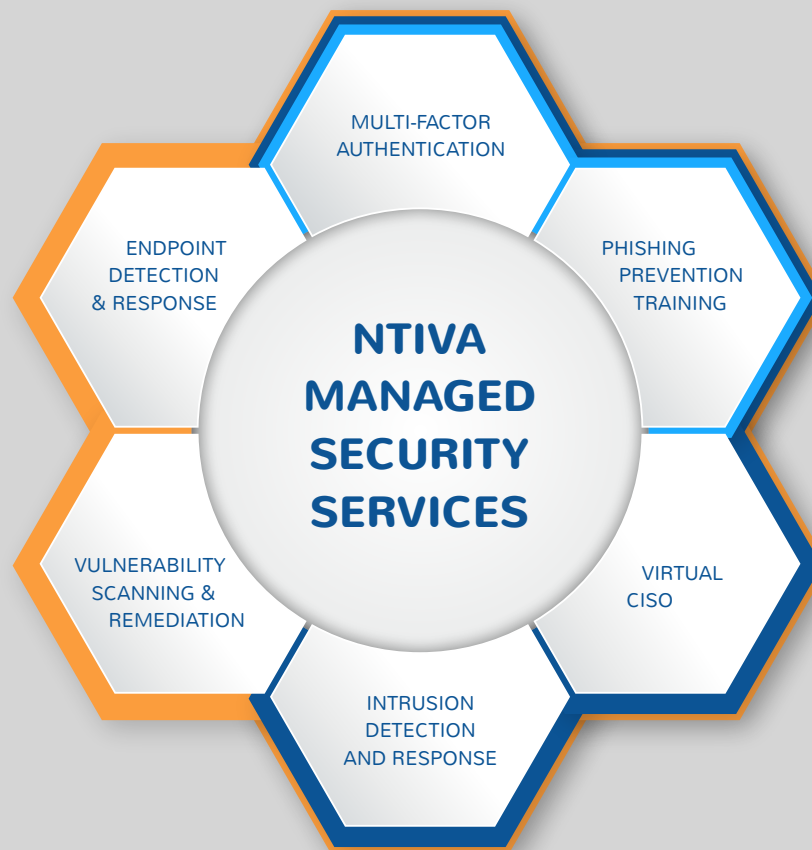 MULTI-FACTOR
AUTHENTICATION
ENDPOINT
DETECTION
& RESPONSE
PHISHING
PREVENTION
TRAINING
NTIVA
MANAGED
SECURITY
SERVICES
VULNERABILITY
SCANNING &
REMEDIATION
VIRTUAL
CISO
INTRUSION
DETECTION
AND RESPONSE